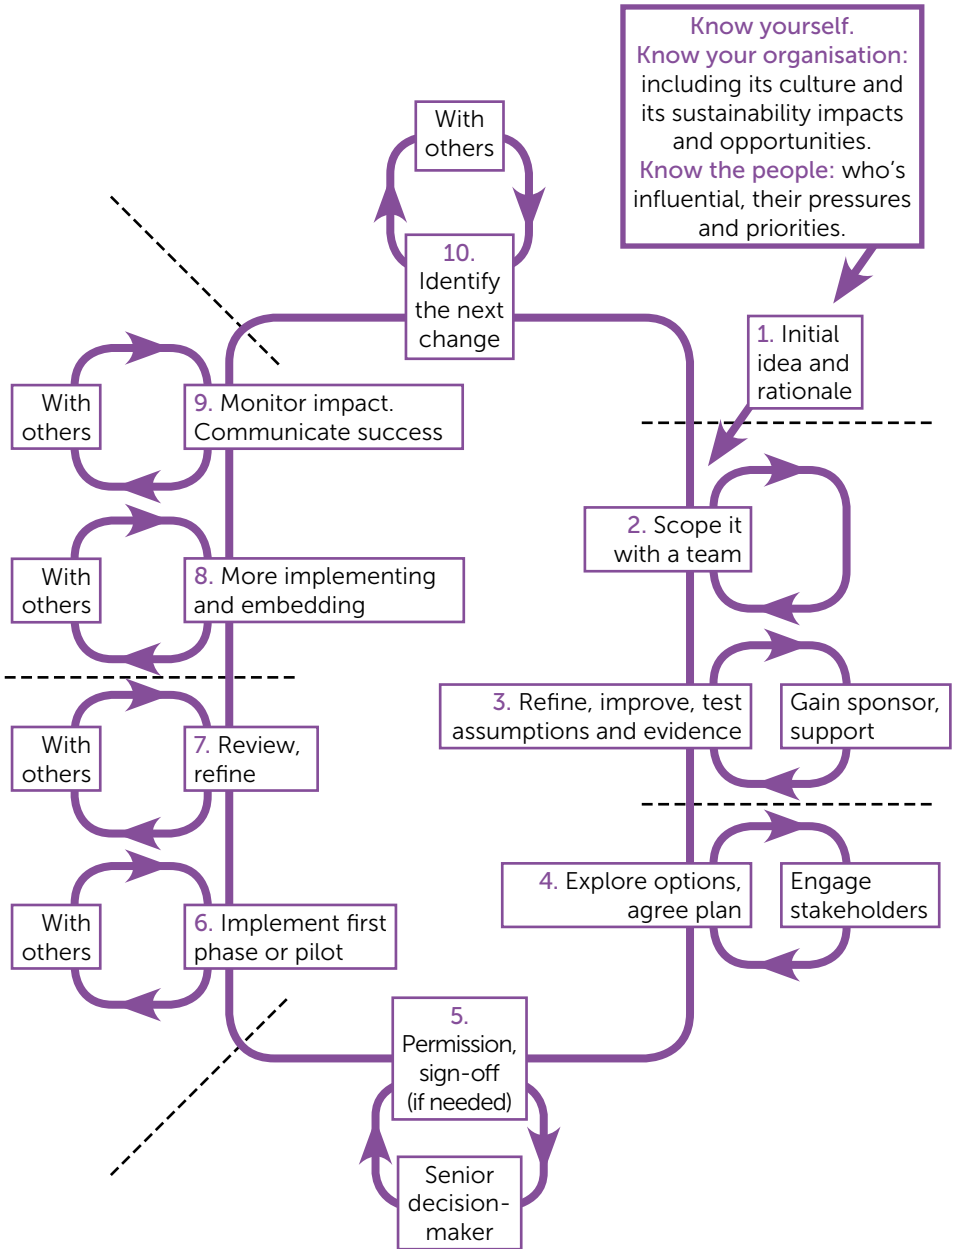 Know yourself.
Know your organisation:
including its culture and
its sustainability impacts
and opportunities.
Know the people: who's
influential, their pressures
and priorities.
1. Initial
idea and
rationale
2. Scope it
with a team
3. Refine, improve, test
assumptions and evidence
Gain sponsor,
support
4. Explore options,
agree plan
Engage
stakeholders
5.
Permission,
sign-off
(if needed)
Senior
decision-
maker
6. Implement first
phase or pilot
With
others
7. Review,
refine
With
others
8. More implementing
and embedding
With
others
9. Monitor impact.
Communicate success
With
others
10.
Identify
the next
change
With
others